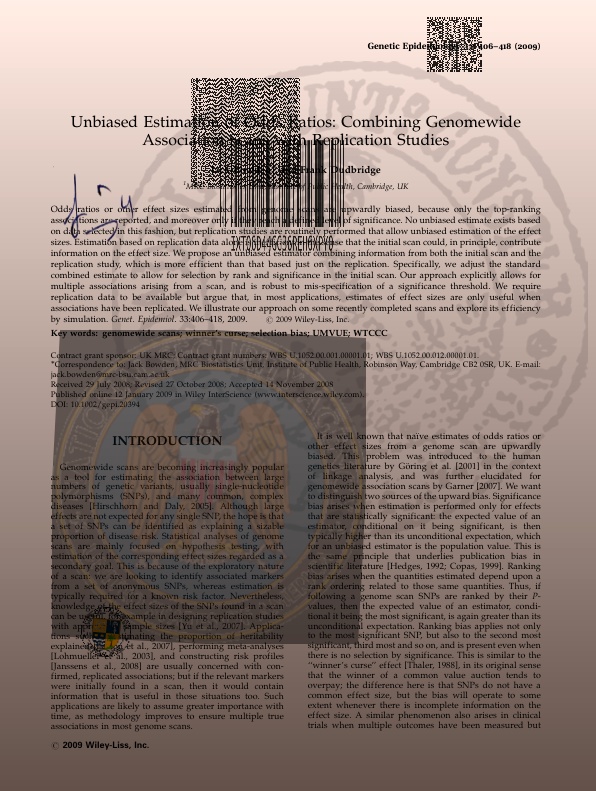 Genetic Epidemiology 33:406–418 (2009)
Unbiased Estimation of Odds Ratios: Combining Genomewide
Association Scans with Replication Studies
Frank Dudbridge
Health, Cambridge, UK
Odds ratios or other effect sizes estimated from genome scans are upwardly biased, because only the top-ranking
associations are reported, and moreover only if they reach a defined level of significance. No unbiased estimate exists based
on data selected in this fashion, but replication studies are routinely performed that allow unbiased estimation of the effect
sizes. Estimation based on replication data alone that the initial scan could, in principle, contribute
information on the effect size. We propose an unbiased estimator combining information from both the initial scan and the
replication study, which is more efficient than that based just on the replication. Specifically, we adjust the standard
combined estimate to allow for selection by rank and significance in the initial scan. Our approach explicitly allows for
multiple associations arising from a scan, and is robust to mis-specification of a significance threshold. We require
replication data to be available but argue that, in most applications, estimates of effect sizes are only useful when
associations have been replicated. We illustrate our approach on some recently completed scans and explore its efficiency
by simulation. Genet. Epidemiol. 33:406–418, 2009. © 2009 Wiley-Liss, Inc.
Key words: genomewide scans; winner's curse; selection bias; UMVUE; WTCCC
Contract grant sponsor: UK MRC; Contract grant numbers: WBS U.1052.00.001.00001.01; WBS U.1052.00.012.00001.01.
*Correspondence to: Jack Bowden, MRC Biostatistics Unit, Institute of Public Health, Robinson Way, Cambridge CB2 0SR, UK. E-mail:
jack.bowden@mrc-bsu.cam.ac.uk
Received 29 July 2008; Revised 27 October 2008; Accepted 14 November 2008
Published online 12 January 2009 in Wiley InterScience (www.interscience.wiley.com).
DOI: 10.1002/gepi.20394
INTRODUCTION
Genomewide scans are becoming increasingly popular
as a tool for estimating the association between large
numbers of genetic variants, usually single-nucleotide
polymorphisms (SNPs), and many common, complex
diseases [Hirschhorn and Daly, 2005]. Although large
effects are not expected for any single SNP, the hope is that
a set of SNPs can be identified as explaining a sizable
proportion of disease risk. Statistical analyses of genome
scans are mainly focused on hypothesis testing, with
estimation of the corresponding effect sizes regarded as a
secondary goal. This is because of the exploratory nature
of a scan: we are looking to identify associated markers
from a set of anonymous SNPs, whereas estimation is
typically required for a known risk factor. Nevertheless,
knowledge of the effect sizes of the SNPs found in a scan
can be useful, for example in designing replication studies
with appropriate sample sizes [Yu et al., 2007]. Applica-
tions such as estimating the proportion of heritability
explained et al., 2007], performing meta-analyses
[Lohmueller et al., 2003], and constructing risk profiles
[Janssens et al., 2008] are usually concerned with con-
firmed, replicated associations; but if the relevant markers
were initially found in a scan, then it would contain
information that is useful in those situations too. Such
applications are likely to assume greater importance with
time, as methodology improves to ensure multiple true
associations in most genome scans.
It is well known that naïve estimates of odds ratios or
other effect sizes from a genome scan are upwardly
biased. This problem was introduced to the human
genetics literature by Göring et al. [2001] in the context
of linkage analysis, and was further elucidated for
genomewide association scans by Garner [2007]. We want
to distinguish two sources of the upward bias. Significance
bias arises when estimation is performed only for effects
that are statistically significant: the expected value of an
estimator, conditional on it being significant, is then
typically higher than its unconditional expectation, which
for an unbiased estimator is the population value. This is
the same principle that underlies publication bias in
scientific literature [Hedges, 1992; Copas, 1999]. Ranking
bias arises when the quantities estimated depend upon a
rank ordering related to those same quantities. Thus, if
following a genome scan SNPs are ranked by their P-
values, then the expected value of an estimator, condi-
tional it being the most significant, is again greater than its
unconditional expectation. Ranking bias applies not only
to the most significant SNP, but also to the second most
significant, third most and so on, and is present even when
there is no selection by significance. This is similar to the
"winner's curse" effect [Thaler, 1988], in its original sense
that the winner of a common value auction tends to
overpay; the difference here is that SNPs do not have a
common effect size, but the bias will operate to some
extent whenever there is incomplete information on the
effect size. A similar phenomenon also arises in clinical
trials when multiple outcomes have been measured but
© 2009 Wiley-Liss, Inc.